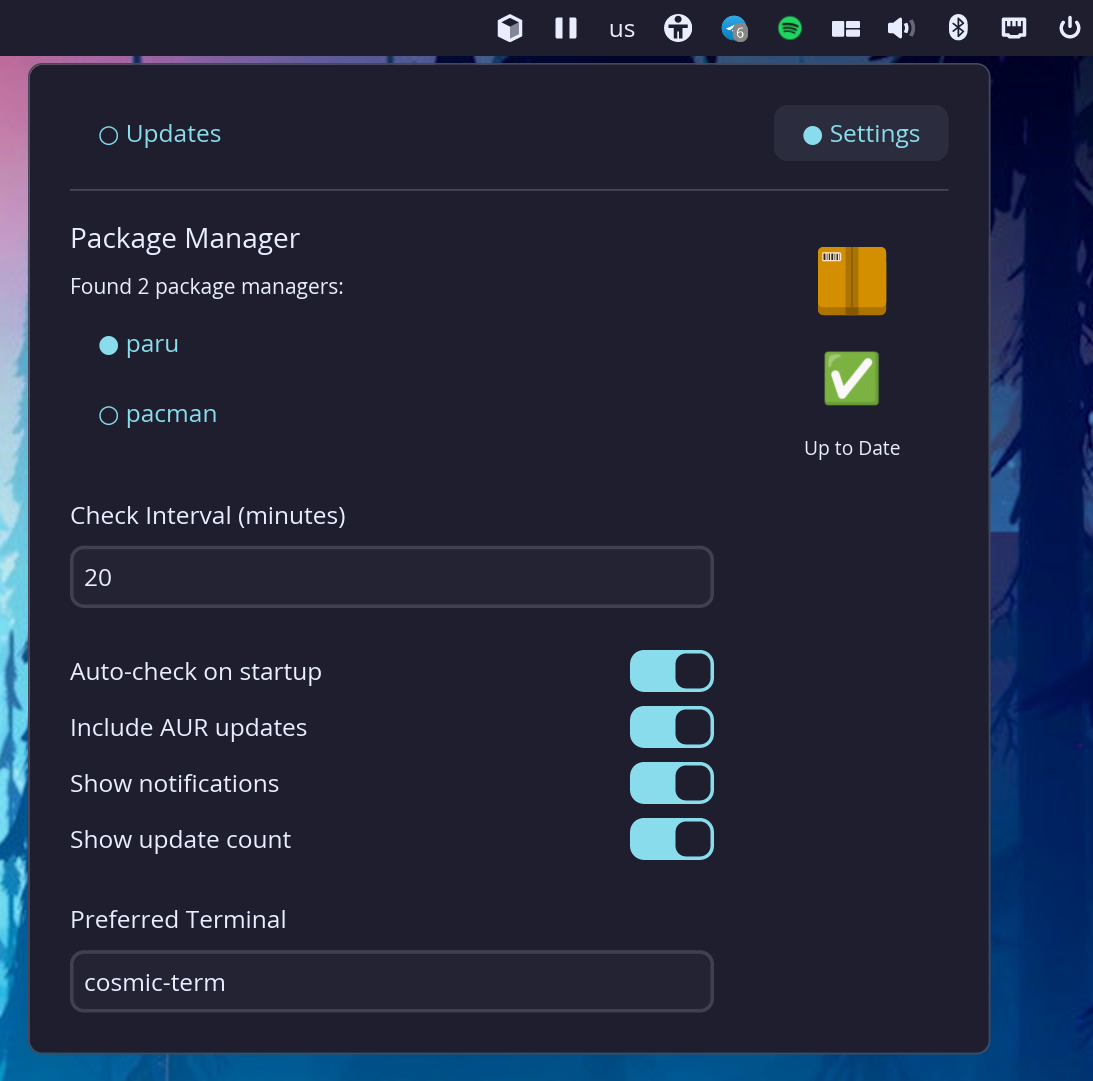 us
6
Updates
Settings
Package Manager
Found 2 package managers:
paru
pacman
Up to Date
Check Interval (minutes)
20
Auto-check on startup
Include AUR updates
Show notifications
Show update count
Preferred Terminal
cosmic-term